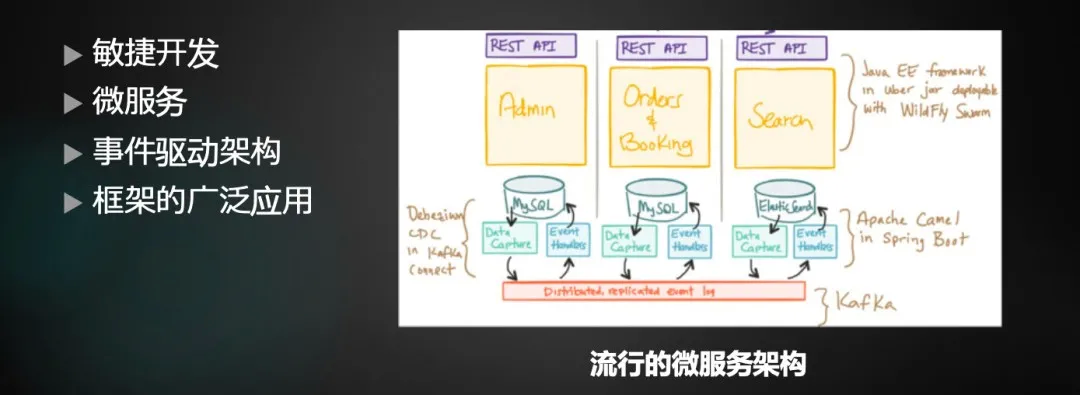 敏捷开发
微服务
事件驱动架构
框架的广泛应用
REST API
REST API
REST API
Admin
Orders
&
Booking
Search
Java EE framework
in uber jar deployable
with WildFly Swarm
MySQL
MySQL
ElasticSearch
Debezium
CDC
in Kafka
connect
Data
Capture
Event
Handlers
Data
Capture
Event
Handlers
Data
Capture
Event
Handlers
Apache Camel
in Spring Boot
Distributed, replicated event log
Kafka
流行的微服务架构